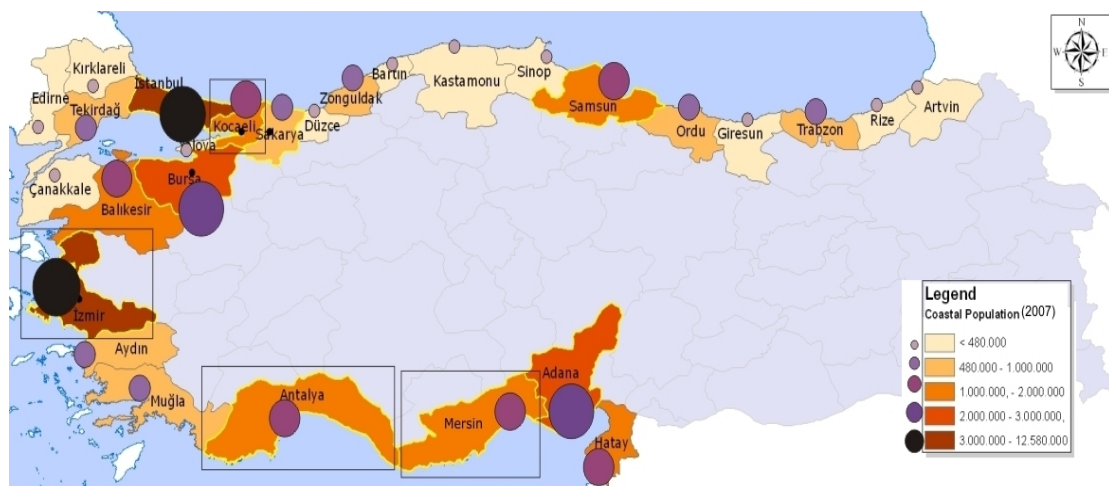 N
W E
S
Kırklareli
Edirne
Tekirdağ
İstanbul
Kocaeli
Sakarya
Düzce
Zonguldak
Bartın
Kastamonu
Sinop
Samsun
Ordu
Giresun
Trabzon
Rize
Artvin
Çanakkale
Balıkesir
Bursa
İzmir
Aydın
Muğla
Antalya
Mersin
Adana
Hatay
Legend
Coastal Population (2007)
< 480.000
480.000 - 1.000.000
1.000.000, - 2.000.000
2.000.000 - 3.000.000,
3.000.000 - 12.580.000